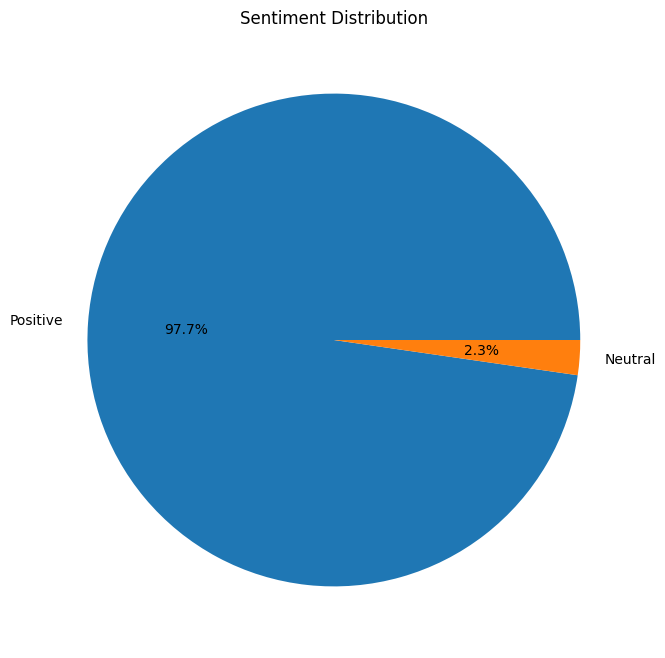 Sentiment Distribution
Positive
97.7%
2.3%
Neutral